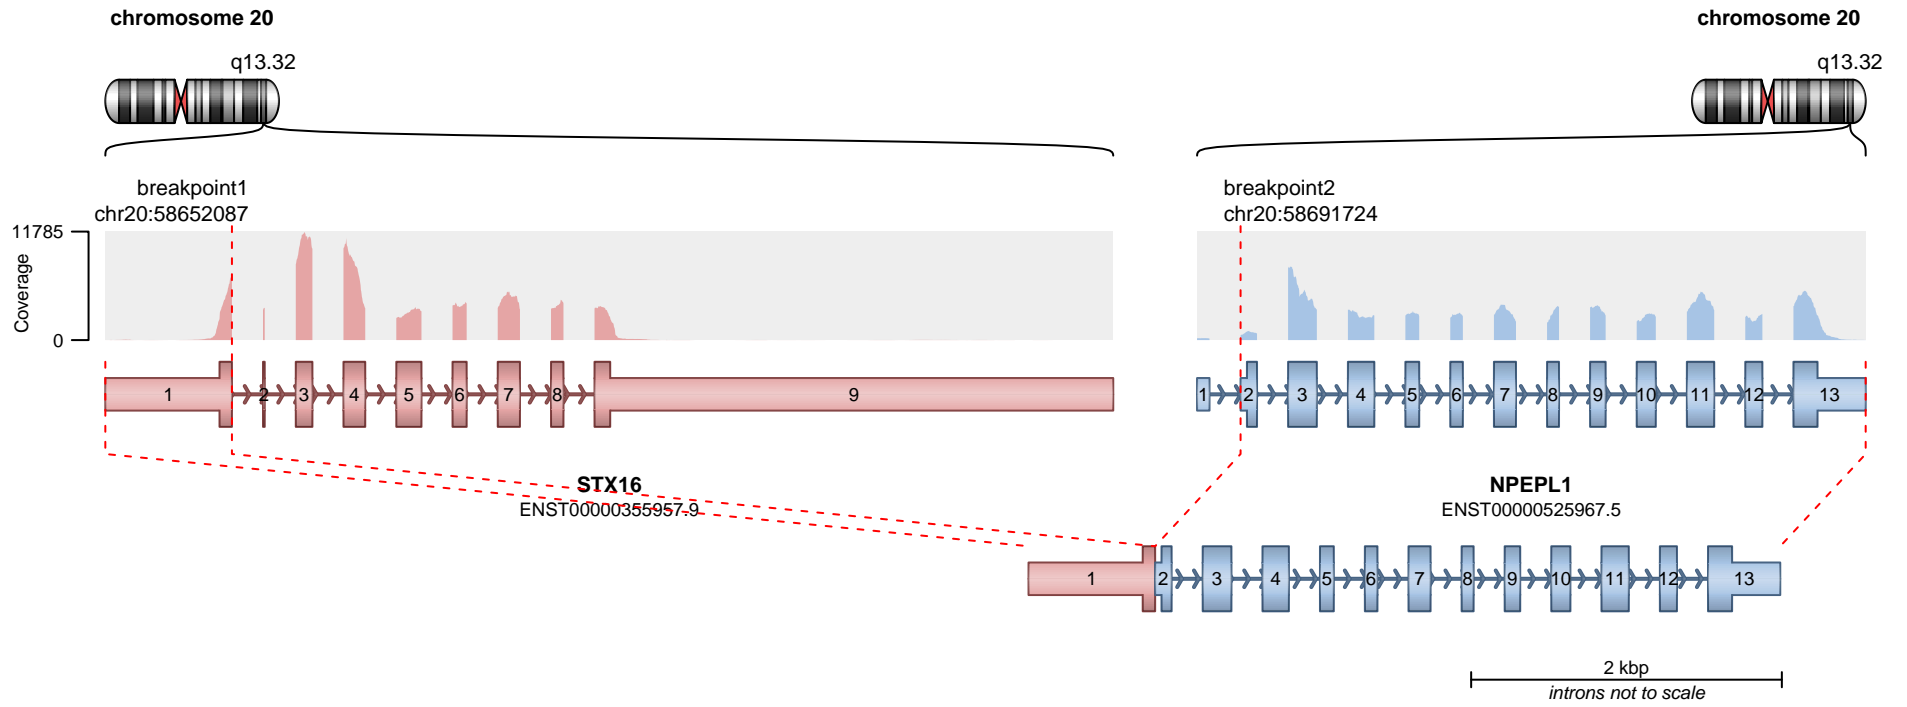 chromosome 20
chromosome 20
q13.32
q13.32
breakpoint1
chr20:58652087
breakpoint2
chr20:58691724
11785
Coverage
0
1 2 3 4 5 6 7 8 9
1 2 3 4 5 6 7 8 9 10 11 12 13
STX16
ENST00000355957.9
NPEPL1
ENST00000525967.5
1 2 3 4 5 6 7 8 9 10 11 12 13
2 kbp
introns not to scale